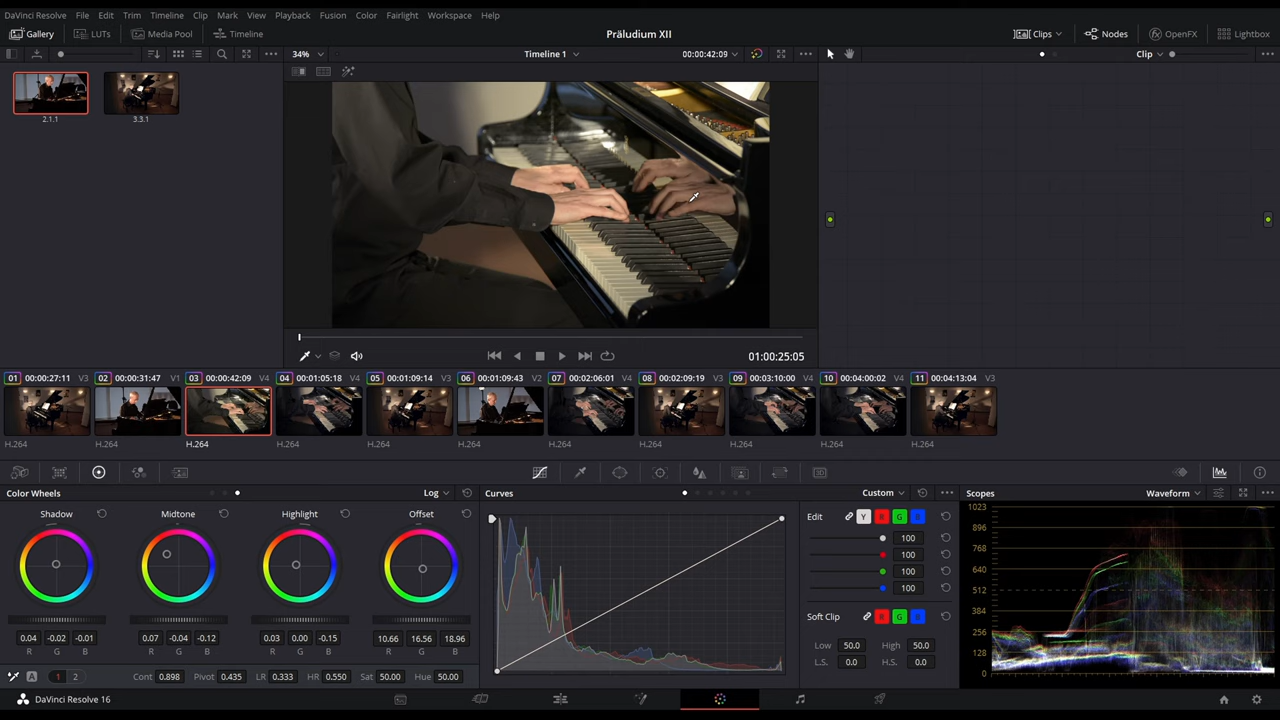 DaVinci Resolve File Edit Trim Timeline Clip Mark View Playback Fusion Color Fairlight Workspace Help
Gallery LUTs Media Pool Timeline Präludium XII Clips Nodes OpenFX Lightbox
34% Timeline 1 00:00:42:09 Clip
2.1.1 3.3.1
01:00:25:05
01 00:00:27:11 V3 02 00:00:31:47 V1 03 00:00:42:09 V4 04 00:01:05:18 V4 05 00:01:09:14 V3 06 00:01:09:43 V2 07 00:02:06:01 V4 08 00:02:09:19 V3 09 00:03:10:00 V4 10 00:04:00:02 V4 11 00:04:13:04 V3
H.264 H.264 H.264 H.264 H.264 H.264 H.264 H.264 H.264 H.264 H.264
3D
Color Wheels Log Curves Custom Scopes Waveform
Shadow Midtone Highlight Offset
0.04 -0.02 -0.01 0.07 -0.04 -0.12 0.03 0.00 -0.15 10.66 16.56 18.96
R G B R G B R G B R G B
A 1 2 Cont 0.898 Pivot 0.435 LR 0.333 HR 0.550 Sat 50.00 Hue 50.00
Edit Y R G B
100
100
100
100
Soft Clip R G B
Low 50.0 High 50.0
L.S. 0.0 H.S. 0.0
1023
896
768
640
512
384
256
128
0
DaVinci Resolve 16